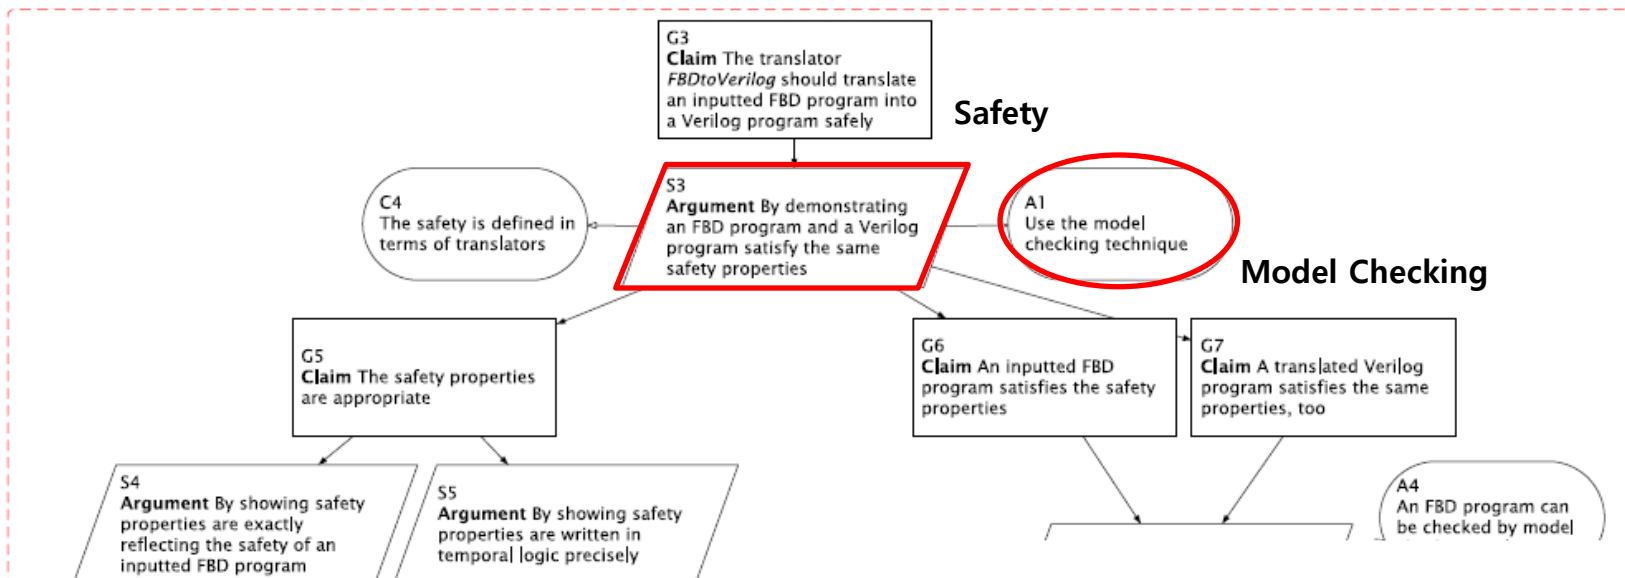 G3
Claim The translator
FBDtoVerilog should translate
an inputted FBD program into
a Verilog program safely
Safety
C4
The safety is defined in
terms of translators
S3
Argument By demonstrating
an FBD program and a Verilog
program satisfy the same
safety properties
A1
Use the model
checking technique
Model Checking
G5
Claim The safety properties
are appropriate
G6
Claim An inputted FBD
program satisfies the safety
properties
G7
Claim A translated Verilog
program satisfies the same
properties, too
S4
Argument By showing safety
properties are exactly
reflecting the safety of an
inputted FBD program
S5
Argument By showing safety
properties are written in
temporal logic precisely
A4
An FBD program can
be checked by model